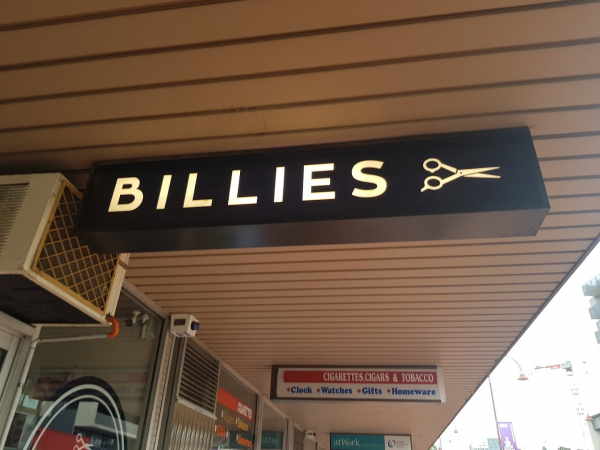 BILLIES
CIGARETTES.CIGARS & TOBACCO
•Clock •Watches •Gifts •Homeware
atWork